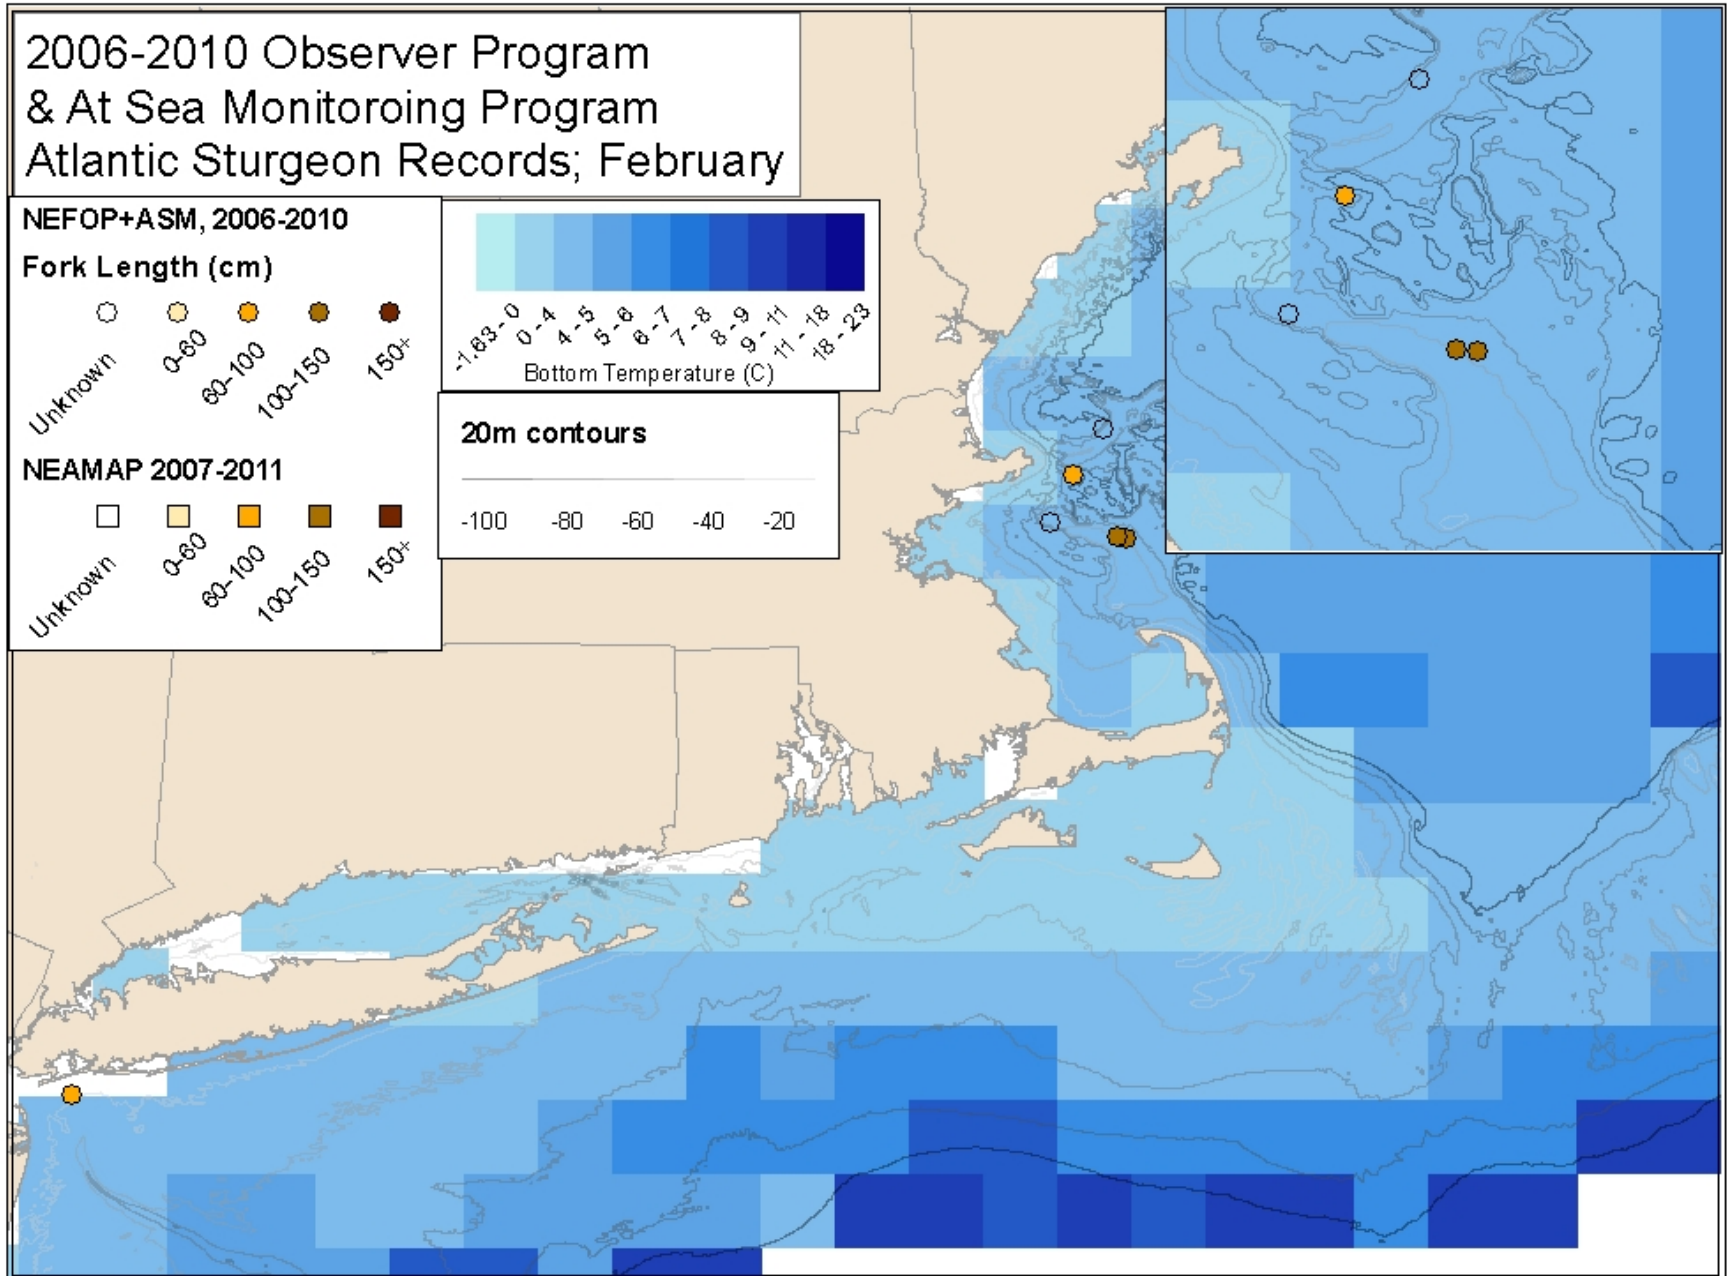 2006-2010 Observer Program
& At Sea Monitoroing Program
Atlantic Sturgeon Records; February
NEFOP+ASM, 2006-2010
Fork Length (cm)
Unknown
0-60
60-100
100-150
150+
NEAMAP 2007-2011
Unknown
0-60
60-100
100-150
150+
-1.63 - 0
0 - 4
4 - 5
5 - 6
6 - 7
7 - 8
8 - 9
9 - 11
11 - 18
18 - 23
Bottom Temperature (C)
20m contours
-100 -80 -60 -40 -20